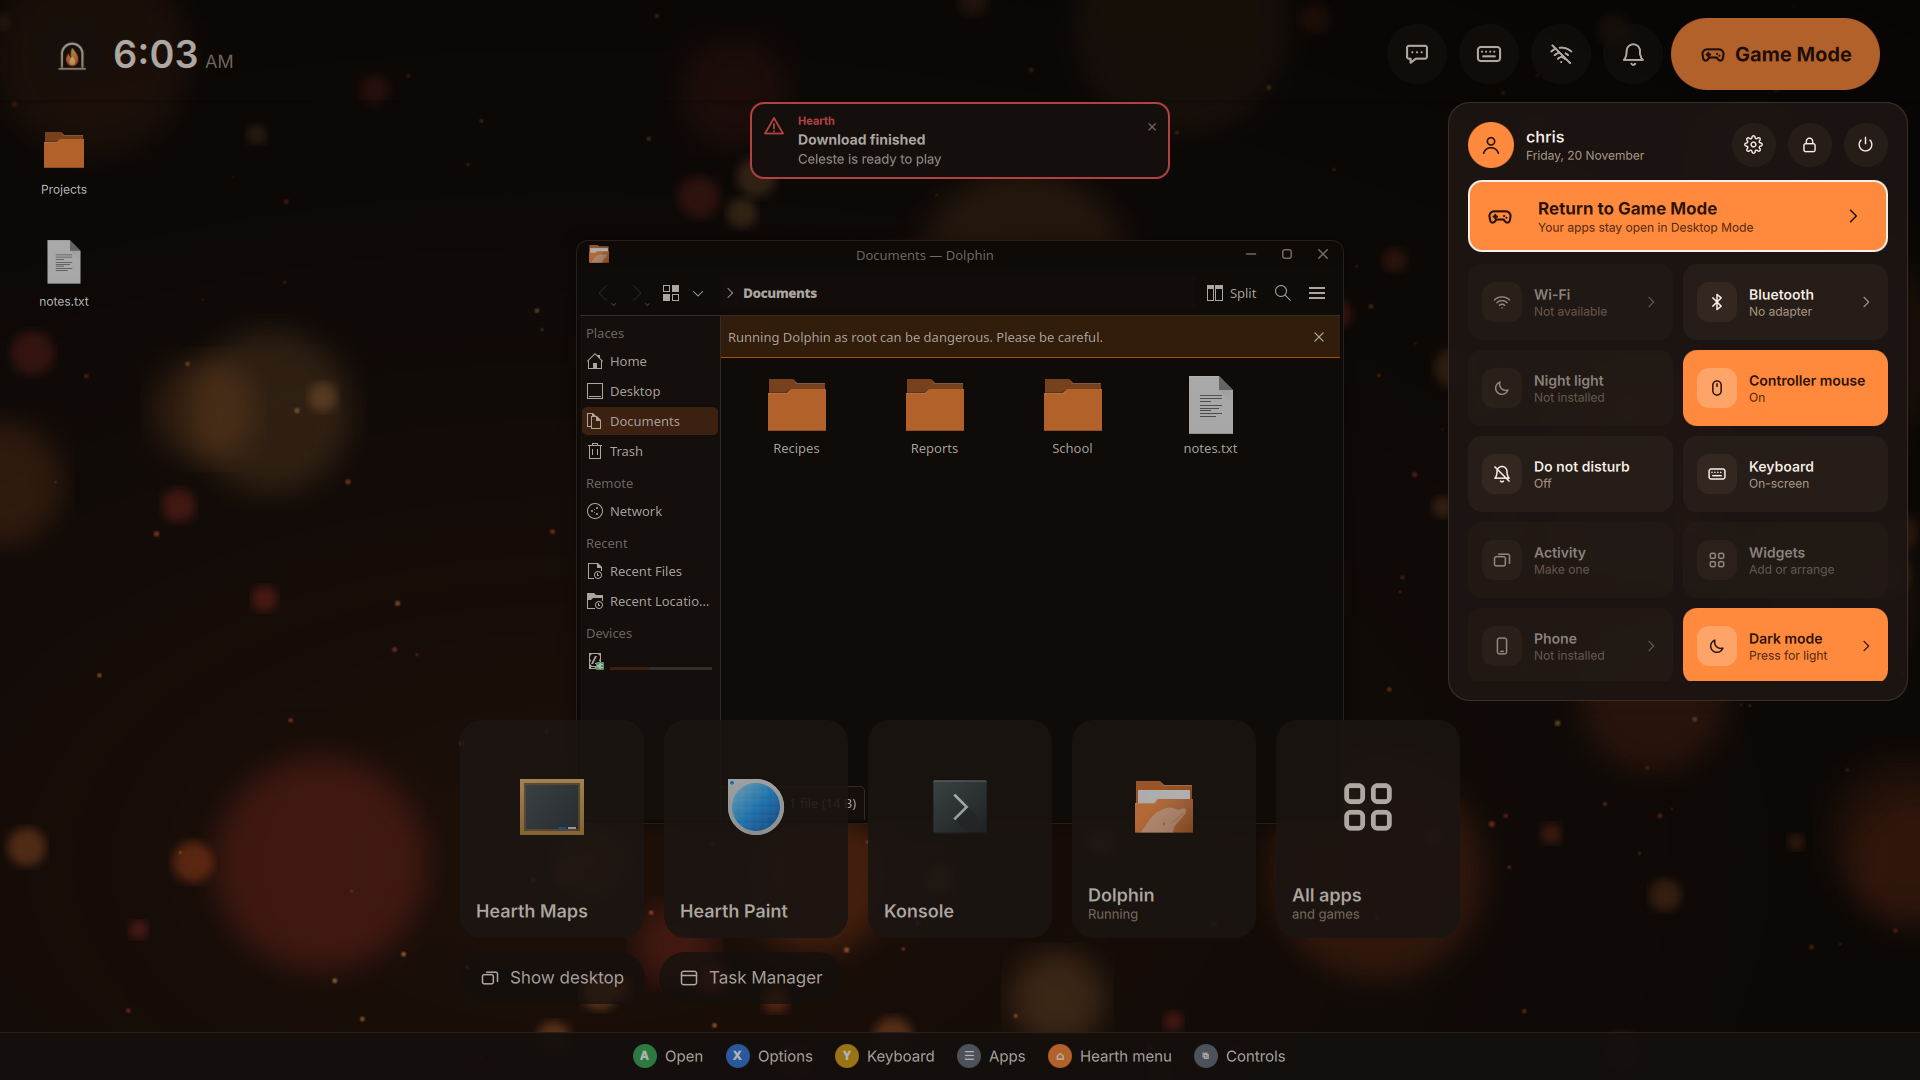 6:03 AM
Game Mode
Projects
notes.txt
Hearth
Download finished
Celeste is ready to play
chris
Friday, 20 November
Return to Game Mode
Your apps stay open in Desktop Mode
Wi-Fi
Not available
Bluetooth
No adapter
Night light
Not installed
Controller mouse
On
Do not disturb
Off
Keyboard
On-screen
Activity
Make one
Widgets
Add or arrange
Phone
Not installed
Dark mode
Press for light
Documents — Dolphin
Documents
Split
Places
Home
Desktop
Documents
Trash
Remote
Network
Recent
Recent Files
Recent Locatio...
Devices
Running Dolphin as root can be dangerous. Please be careful.
Recipes
Reports
School
notes.txt
1 file (14 B)
Hearth Maps
Hearth Paint
Konsole
Dolphin
Running
All apps
and games
Show desktop
Task Manager
A Open
X Options
Y Keyboard
Apps
Hearth menu
Controls